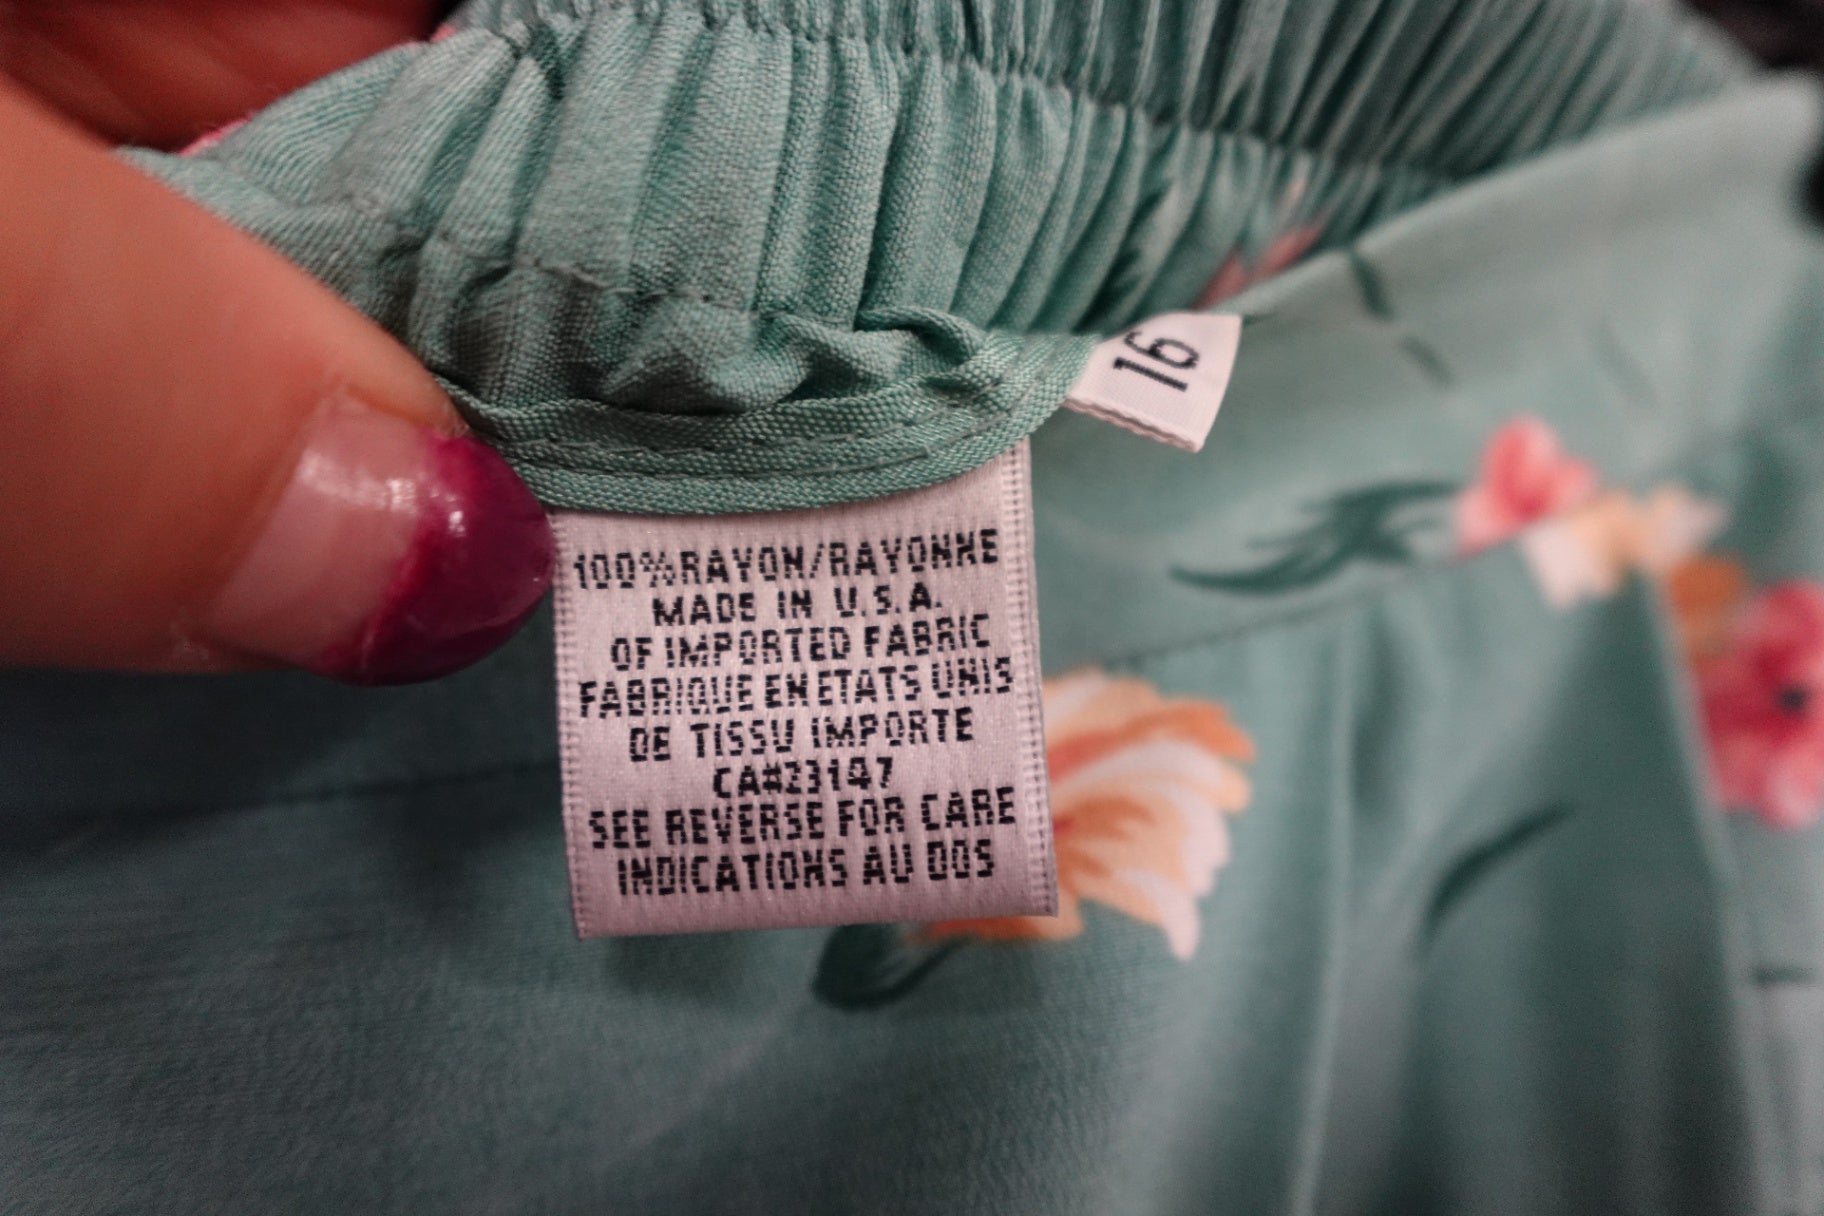 16
100% RAYON/RAYONNE
MADE IN U.S.A.
OF IMPORTED FABRIC
FABRIQUE EN ETATS UNIS
DE TISSU IMPORTE
CA#23147
SEE REVERSE FOR CARE
INDICATIONS AU DOS